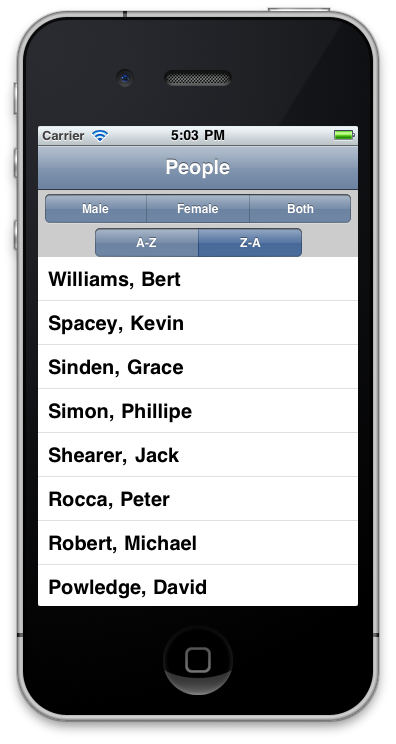 Carrier 5:03 PM
People
Male Female Both
A-Z Z-A
Williams, Bert
Spacey, Kevin
Sinden, Grace
Simon, Phillipe
Shearer, Jack
Rocca, Peter
Robert, Michael
Powledge, David